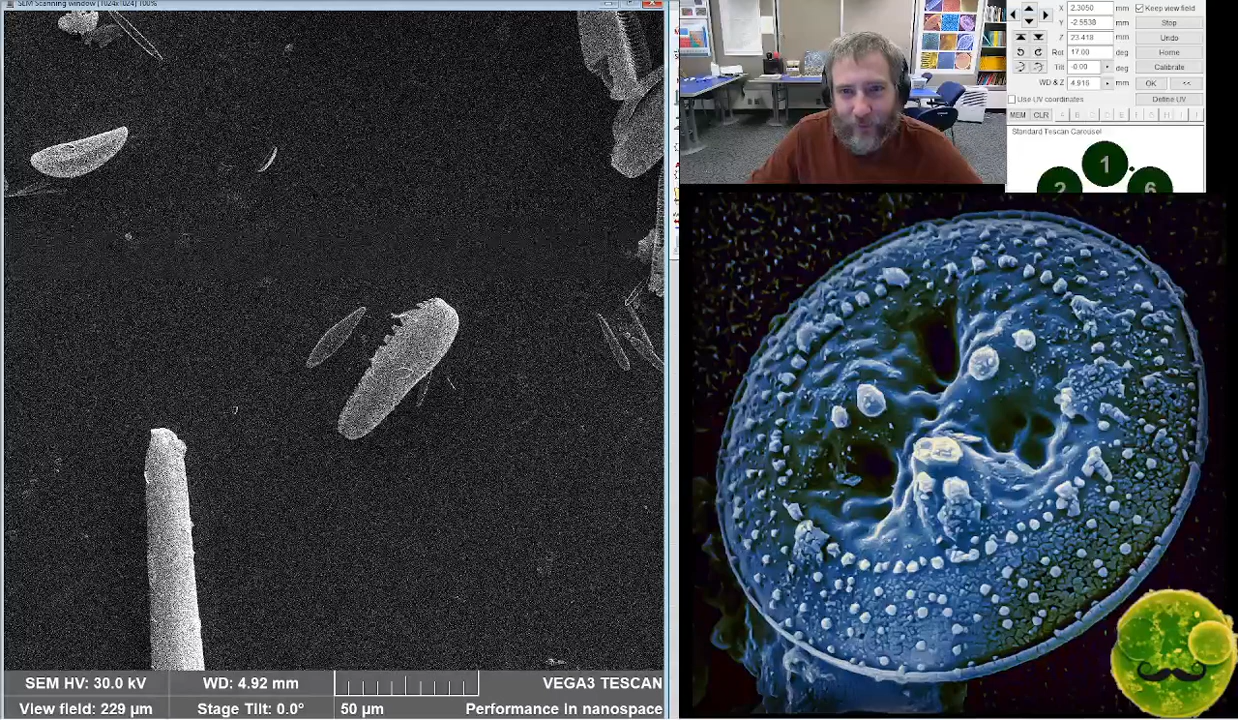 SEM Scanning window [1024x1024] 100%
SEM HV: 30.0 kV
WD: 4.92 mm
VEGA3 TESCAN
View field: 229 µm
Stage Tilt: 0.0°
50 µm
Performance in nanospace
X 2.3050 mm
Keep view field
Y -2.5538 mm
Stop
Z 23.418 mm
Undo
Rot 17.00 deg
Home
Tilt -0.00 deg
Calibrate
WD & Z 4.916 mm
OK <<
Use UV coordinates
Define UV
MEM CLR
Standard Tescan Carousel
1
2
6